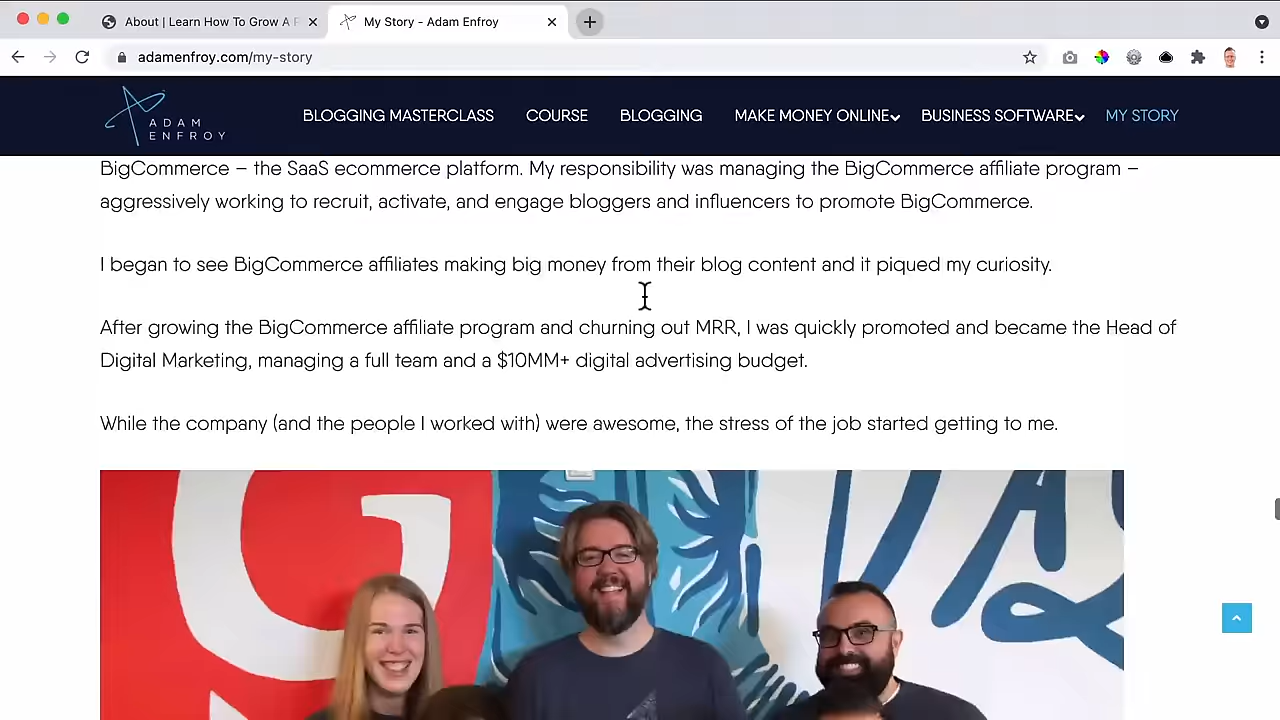 About | Learn How To Grow A P
My Story - Adam Enfroy
adamenfroy.com/my-story
ADAM
ENFROY
BLOGGING MASTERCLASS
COURSE
BLOGGING
MAKE MONEY ONLINE
BUSINESS SOFTWARE
MY STORY
BigCommerce – the SaaS ecommerce platform. My responsibility was managing the BigCommerce affiliate program –
aggressively working to recruit, activate, and engage bloggers and influencers to promote BigCommerce.
I began to see BigCommerce affiliates making big money from their blog content and it piqued my curiosity.
After growing the BigCommerce affiliate program and churning out MRR, I was quickly promoted and became the Head of
Digital Marketing, managing a full team and a $10MM+ digital advertising budget.
While the company (and the people I worked with) were awesome, the stress of the job started getting to me.